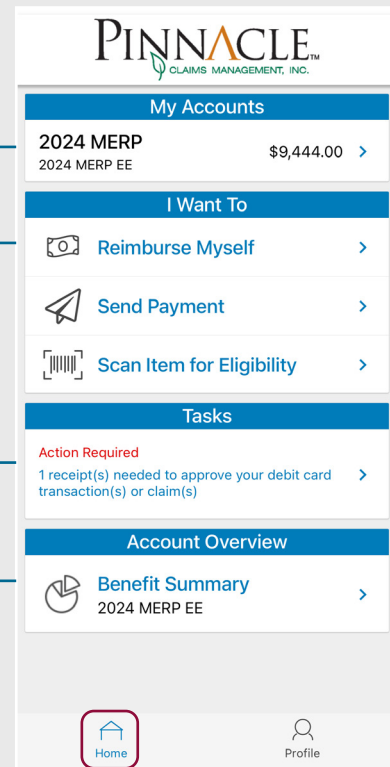 PINNACLE™
CLAIMS MANAGEMENT, INC.
My Accounts
2024 MERP
2024 MERP EE
$9,444.00
I Want To
Reimburse Myself
Send Payment
Scan Item for Eligibility
Tasks
Action Required
1 receipt(s) needed to approve your debit card
transaction(s) or claim(s)
Account Overview
Benefit Summary
2024 MERP EE
Home
Profile